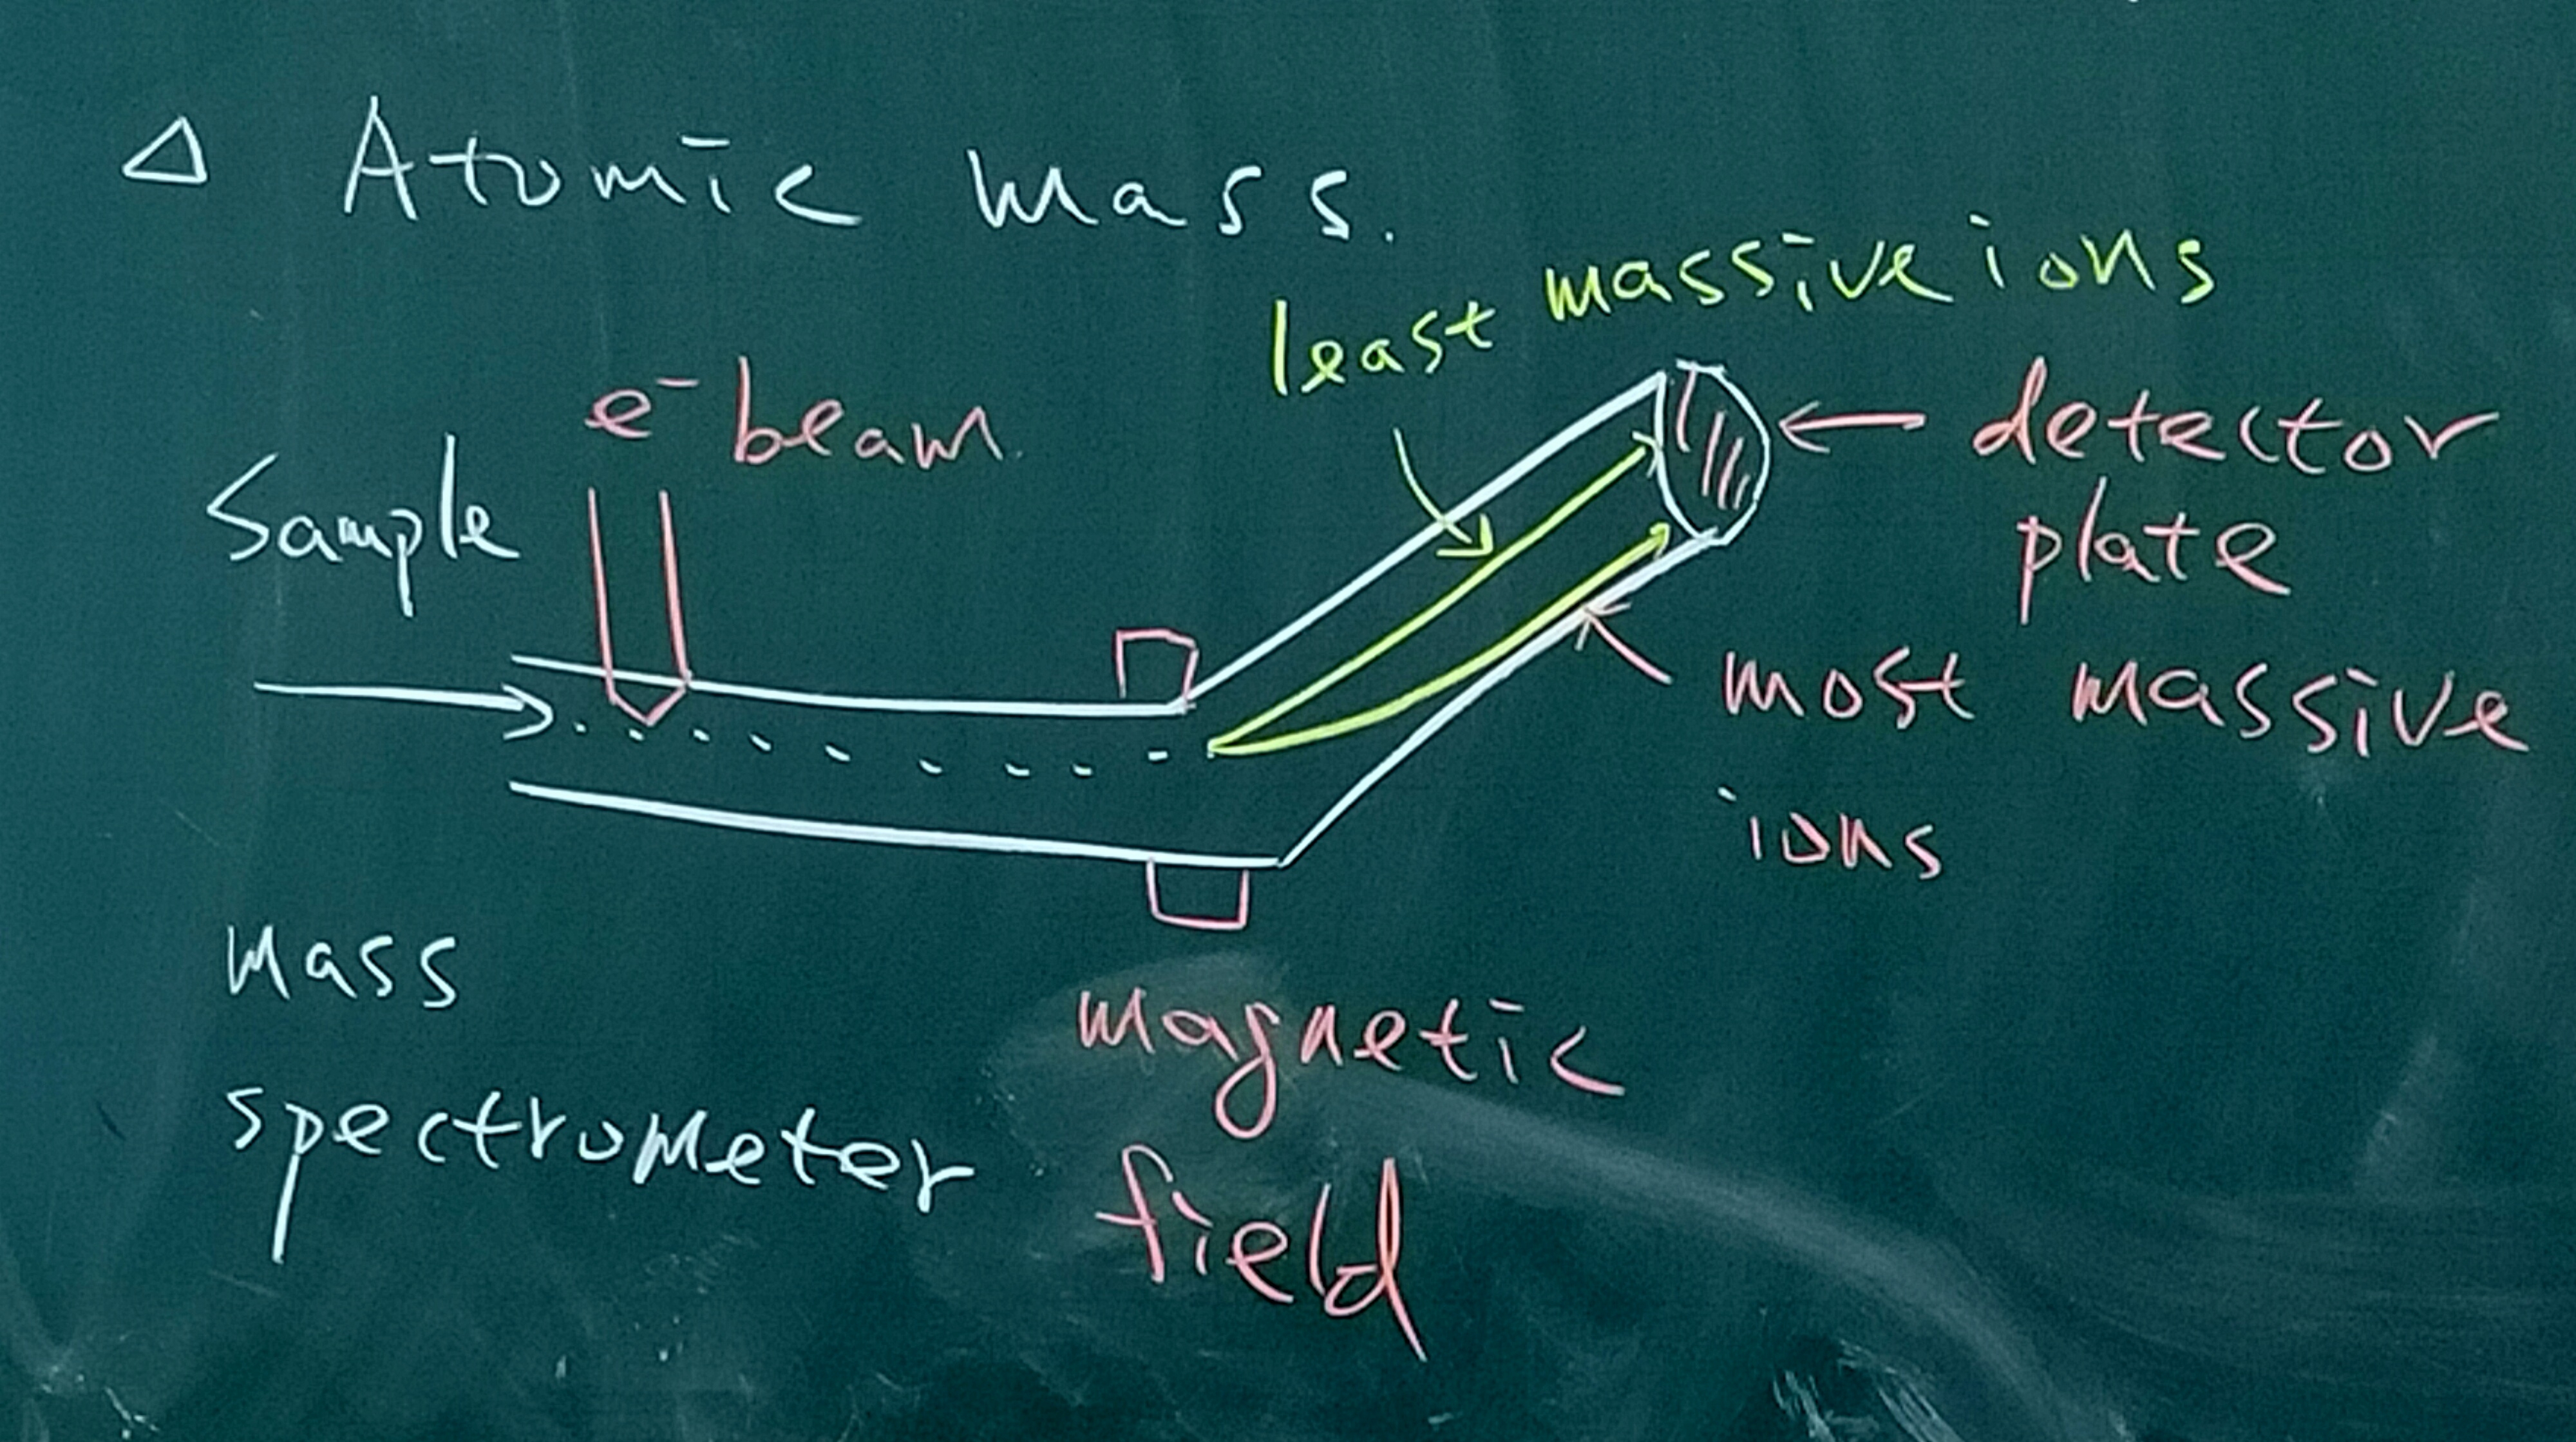 △ Atomic mass.
least massive ions
e⁻ beam.
Sample
detector
plate
most massive
ions
mass
spectrometer
magnetic
field